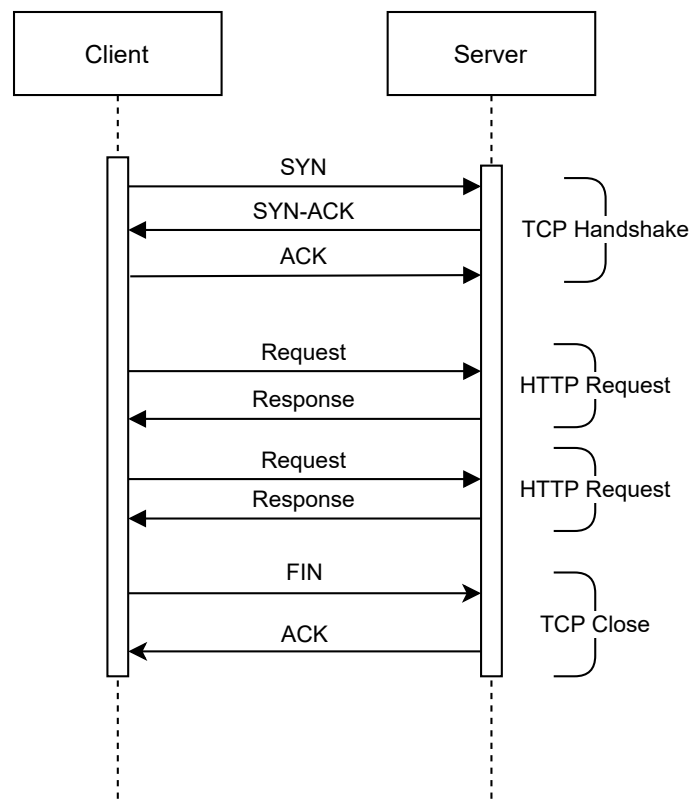 Client
Server
SYN
SYN-ACK
TCP Handshake
ACK
Request
HTTP Request
Response
Request
HTTP Request
Response
FIN
TCP Close
ACK